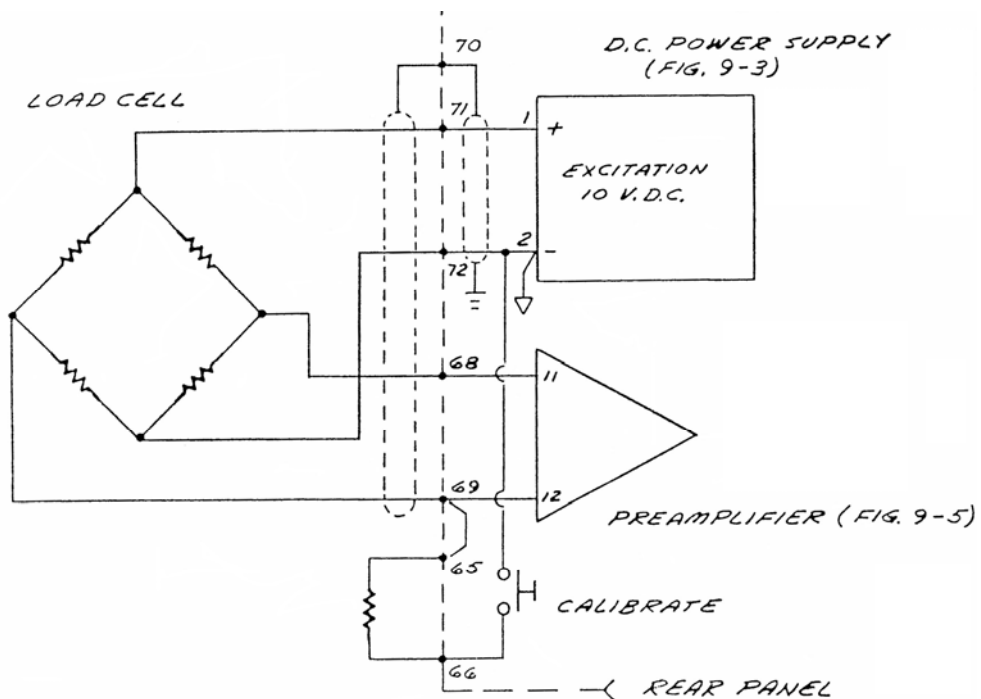 70
D.C. POWER SUPPLY
(FIG. 9-3)
LOAD CELL
71
1
+
EXCITATION
10 V.D.C.
2
-
72
68
11
69
12
PREAMPLIFIER (FIG. 9-5)
65
CALIBRATE
66
REAR PANEL